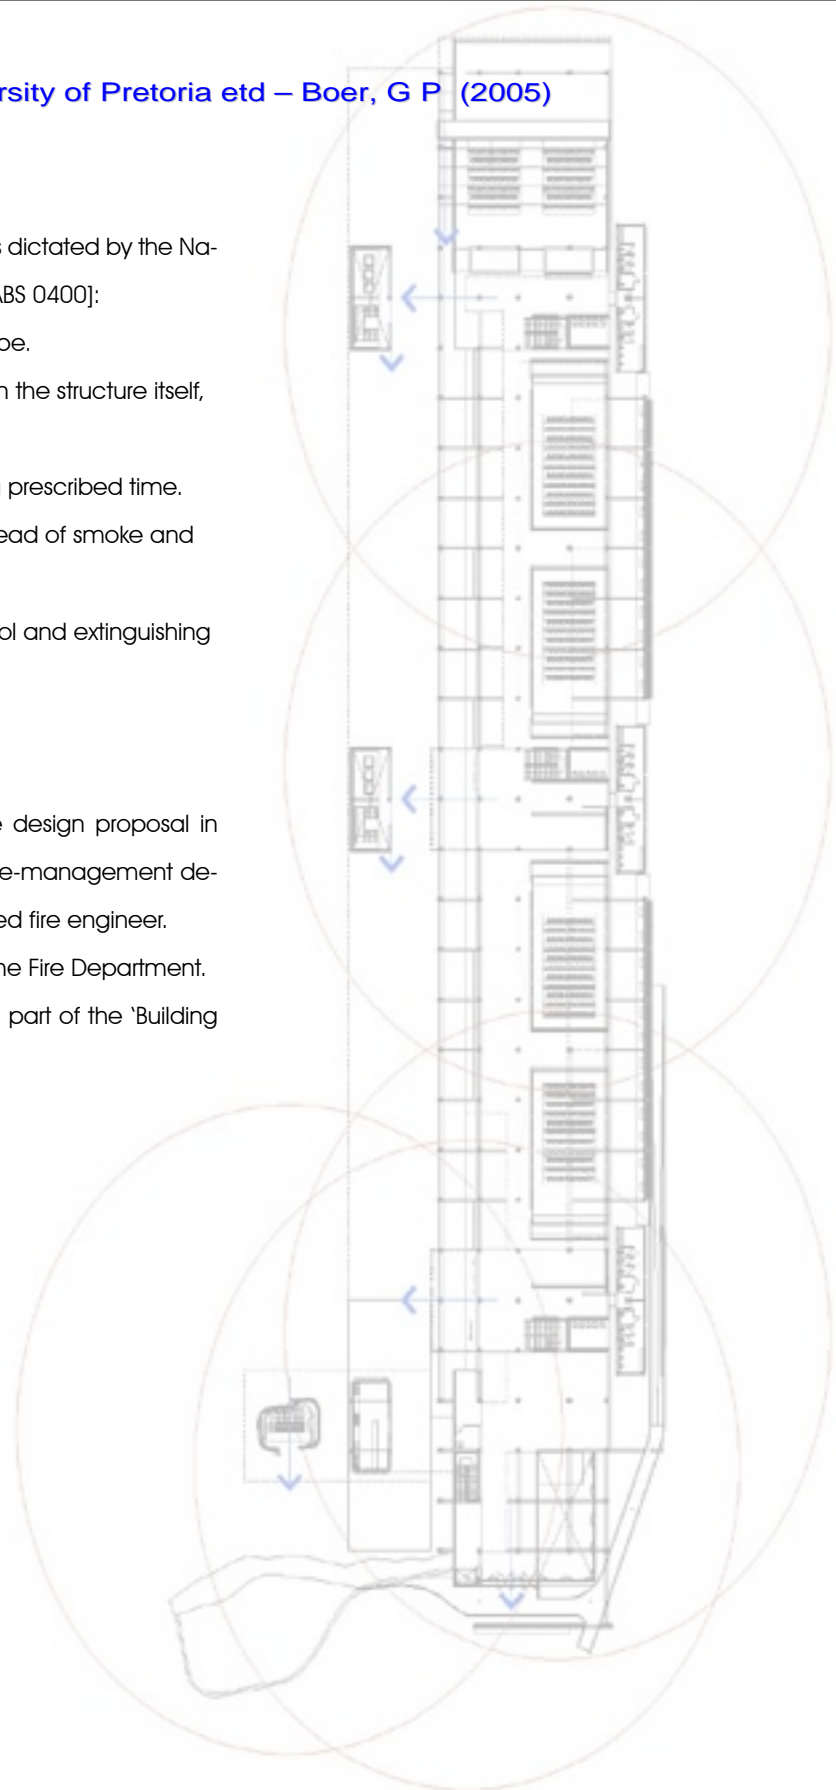 rsity of Pretoria etd – Boer, G P (2005)
s dictated by the Na-
ABS 0400]:
pe.
n the structure itself,
prescribed time.
ead of smoke and
ol and extinguishing
e design proposal in
e-management de-
ed fire engineer.
ne Fire Department.
part of the ‘Building